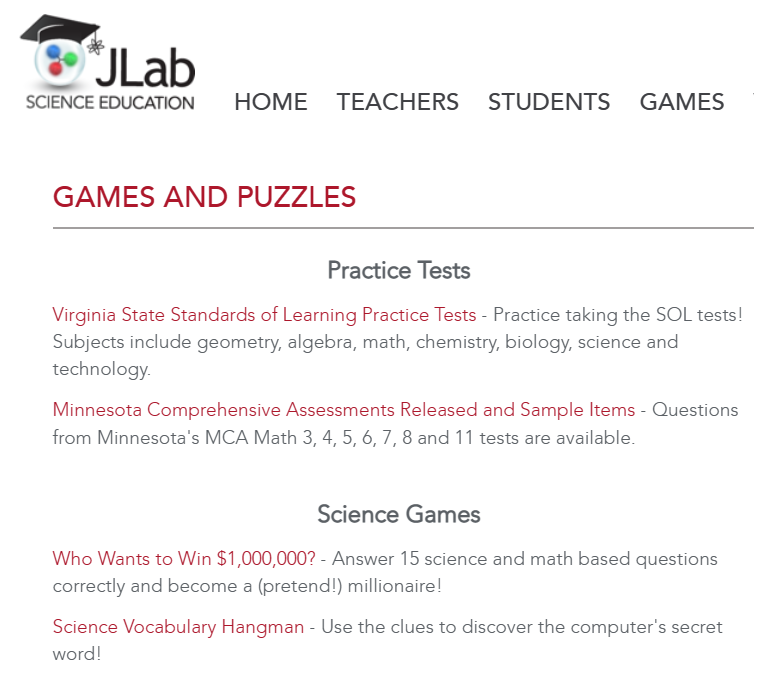 JLab
SCIENCE EDUCATION
HOME TEACHERS STUDENTS GAMES
GAMES AND PUZZLES
Practice Tests
Virginia State Standards of Learning Practice Tests - Practice taking the SOL tests!
Subjects include geometry, algebra, math, chemistry, biology, science and
technology.
Minnesota Comprehensive Assessments Released and Sample Items - Questions
from Minnesota's MCA Math 3, 4, 5, 6, 7, 8 and 11 tests are available.
Science Games
Who Wants to Win $1,000,000? - Answer 15 science and math based questions
correctly and become a (pretend!) millionaire!
Science Vocabulary Hangman - Use the clues to discover the computer's secret
word!